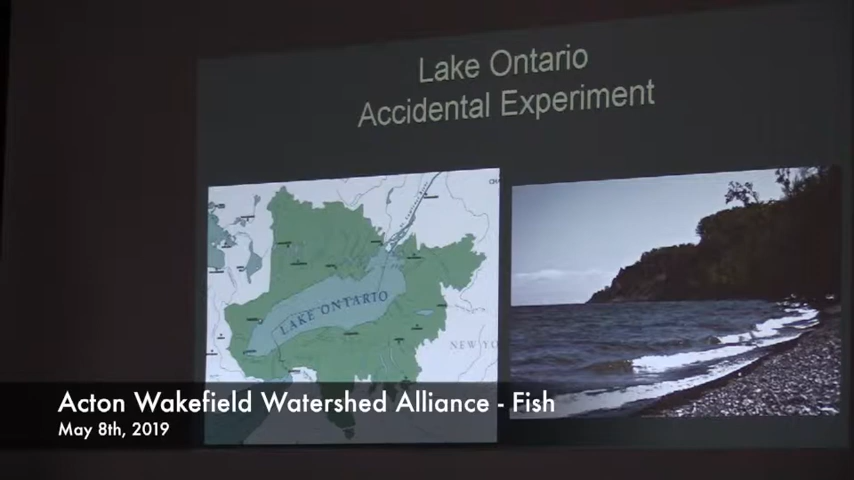 Lake Ontario
Accidental Experiment
LAKE ONTARIO
NEW YO
Acton Wakefield Watershed Alliance - Fish
May 8th, 2019